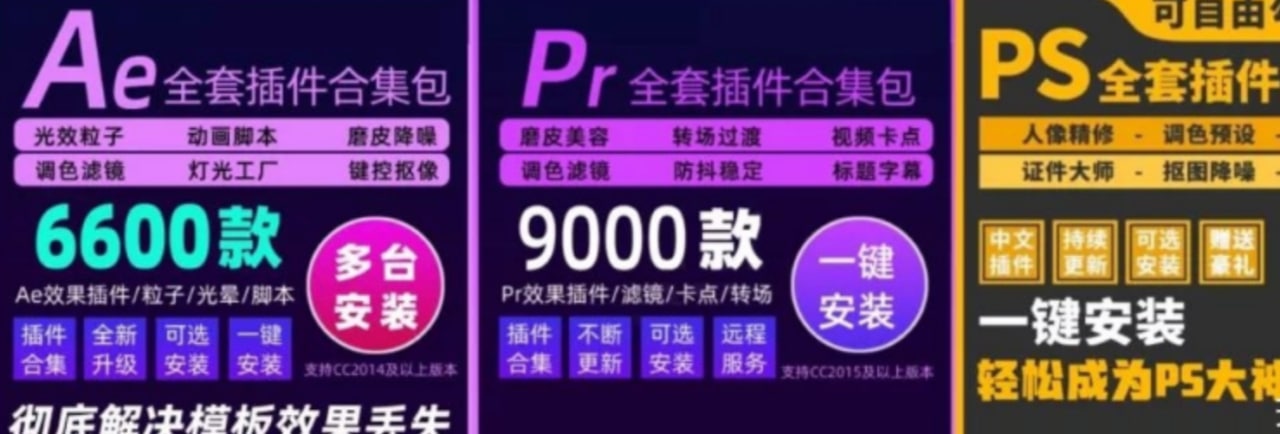 Ae 全套插件合集包
光效粒子 动画脚本 磨皮降噪
调色滤镜 灯光工厂 键控抠像
6600款
多台
安装
Ae效果插件/粒子/光晕/脚本
插件合集 全新升级 可选安装 一键安装
支持CC2014及以上版本
彻底解决模板效果丢失
Pr 全套插件合集包
磨皮美容 转场过渡 视频卡点
调色滤镜 防抖稳定 标题字幕
9000款
一键
安装
Pr效果插件/滤镜/卡点/转场
插件合集 不断更新 可选安装 远程服务
支持CC2015及以上版本
可自由
PS 全套插件
人像精修 - 调色预设
证件大师 - 抠图降噪 -
中文插件 持续更新 可选安装 赠送豪礼
一键安装
轻松成为PS大神